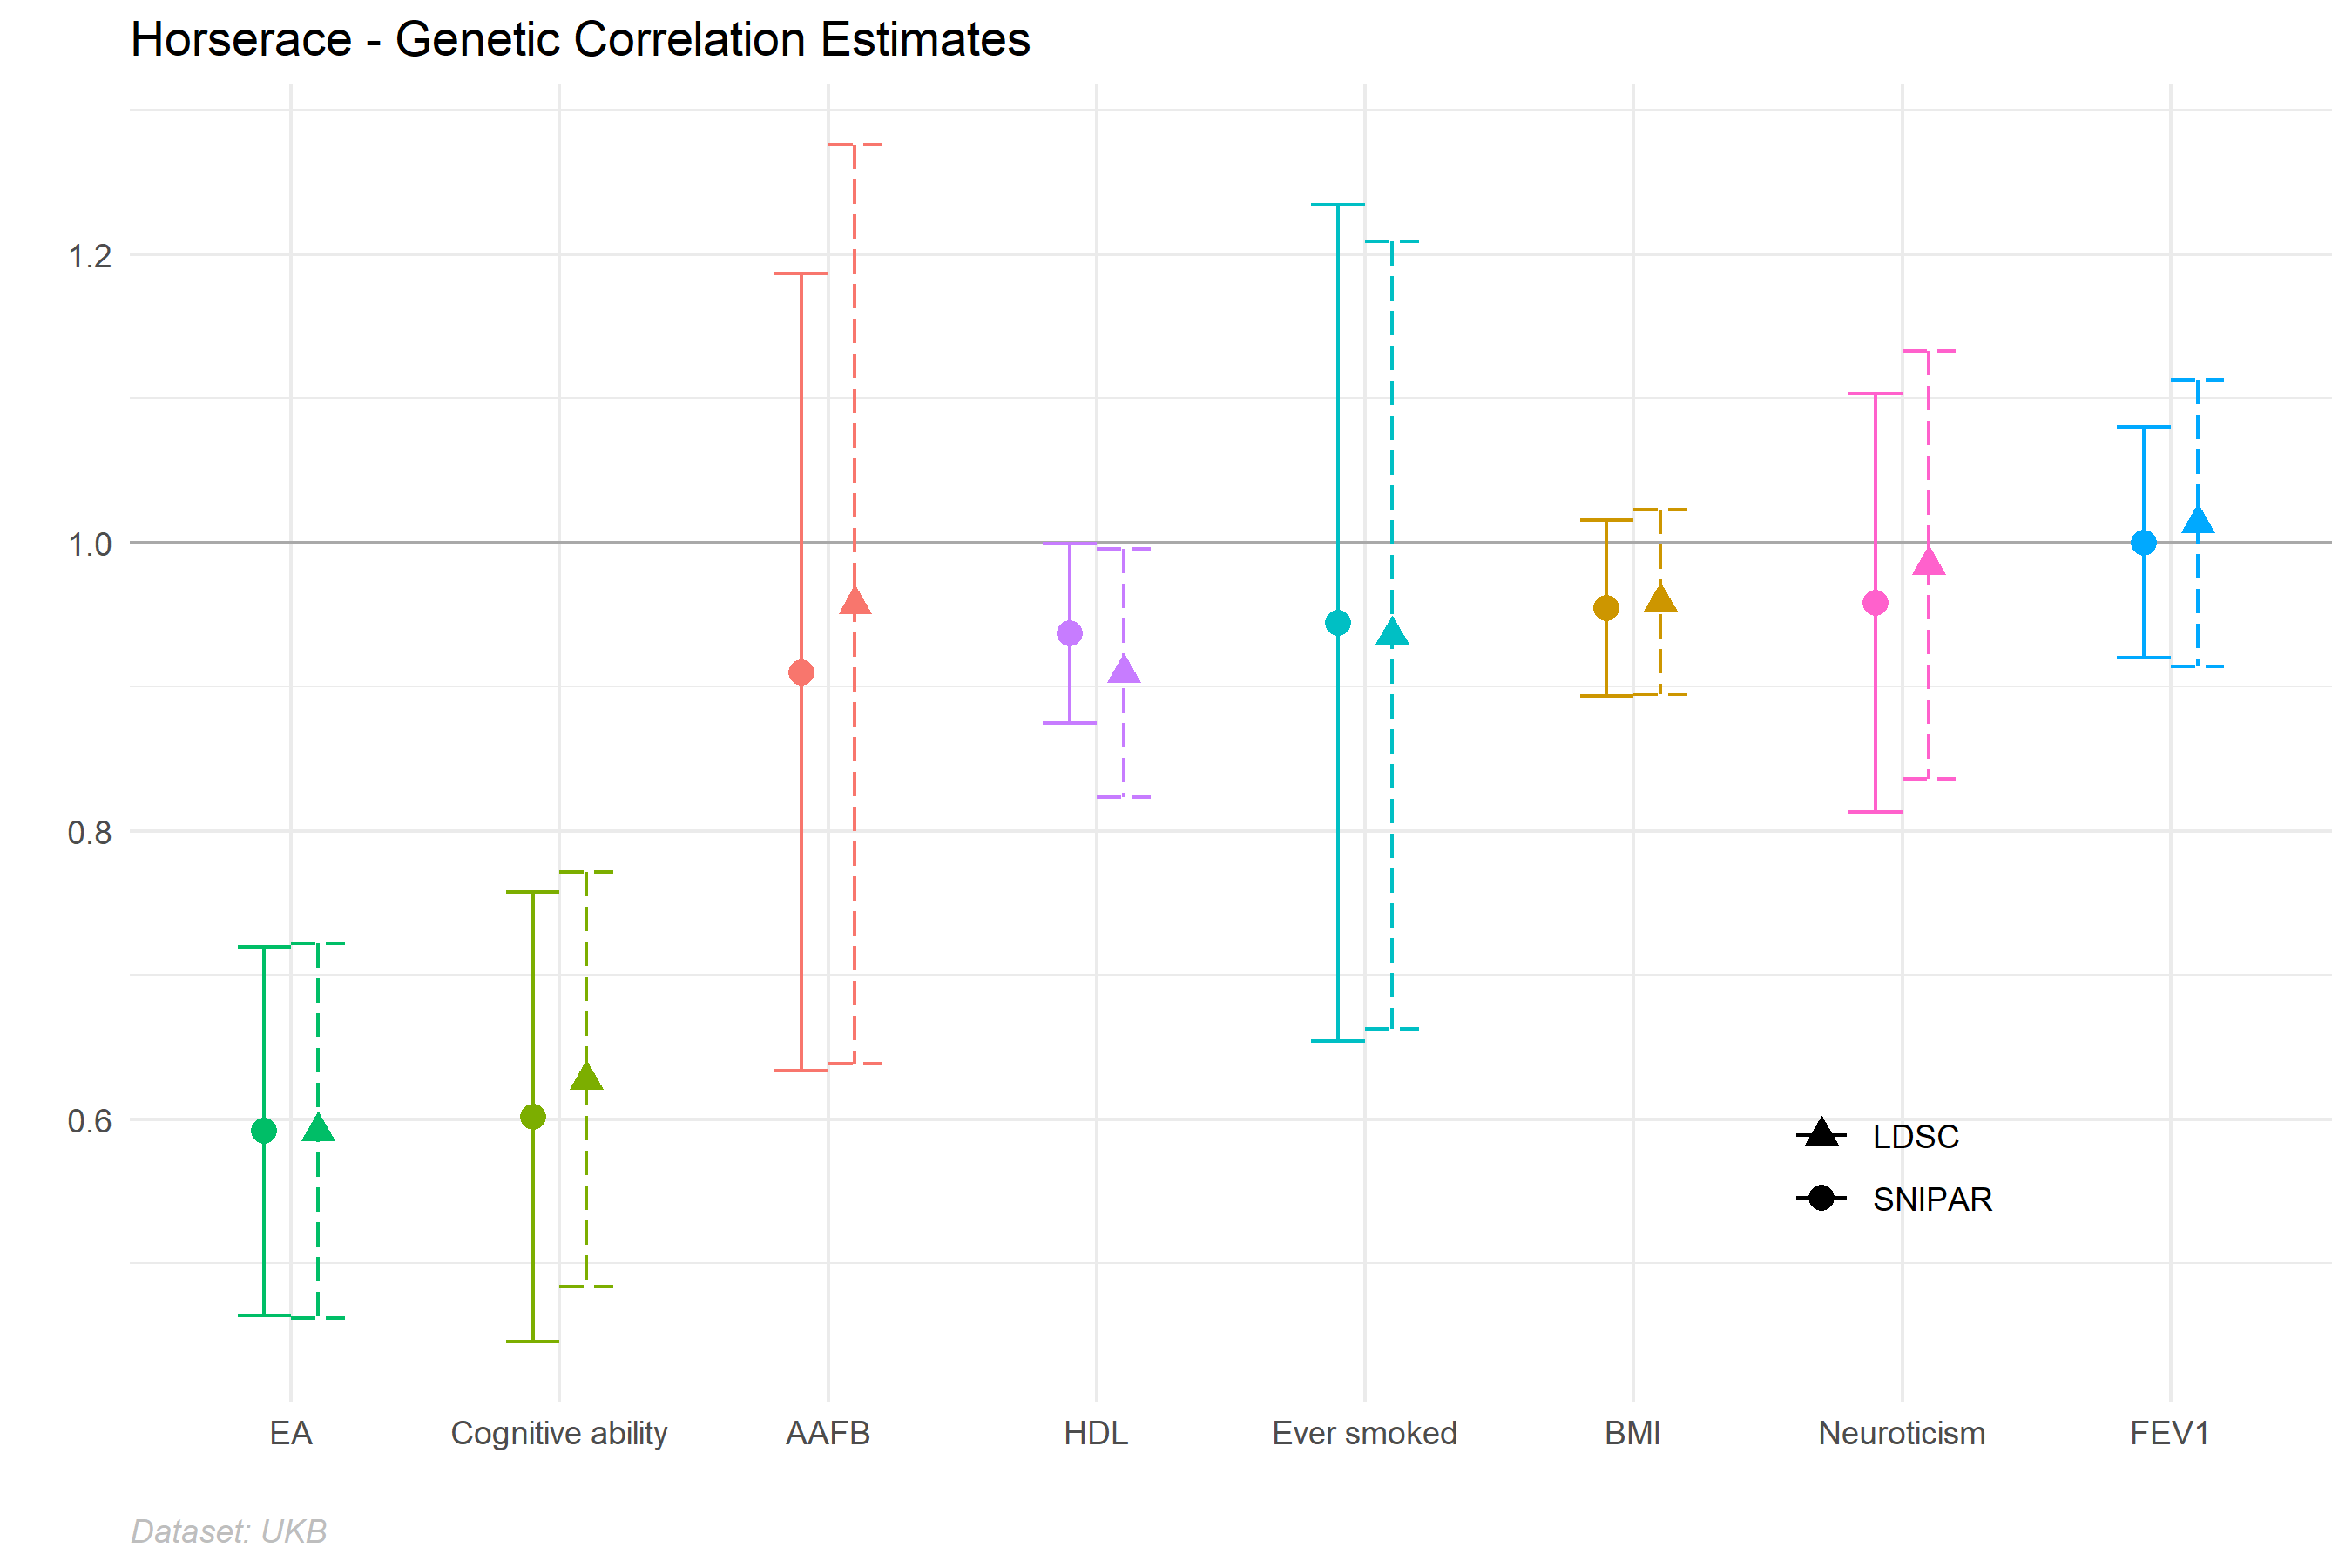 Horserace - Genetic Correlation Estimates
1.2
1.0
0.8
0.6
LDSC
SNIPAR
EA Cognitive ability AAFB HDL Ever smoked BMI Neuroticism FEV1
Dataset: UKB